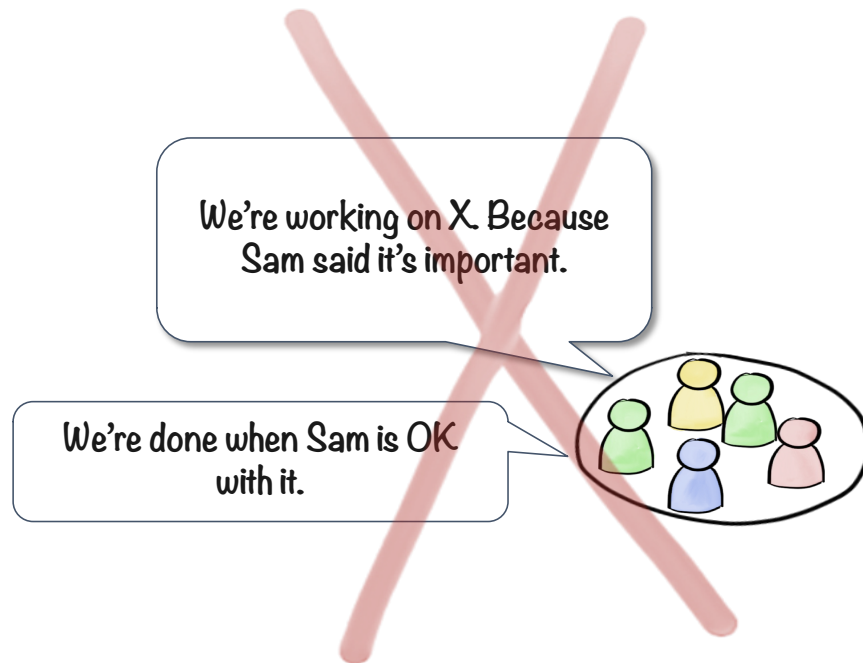 We're working on X. Because
Sam said it's important.
We're done when Sam is OK
with it.